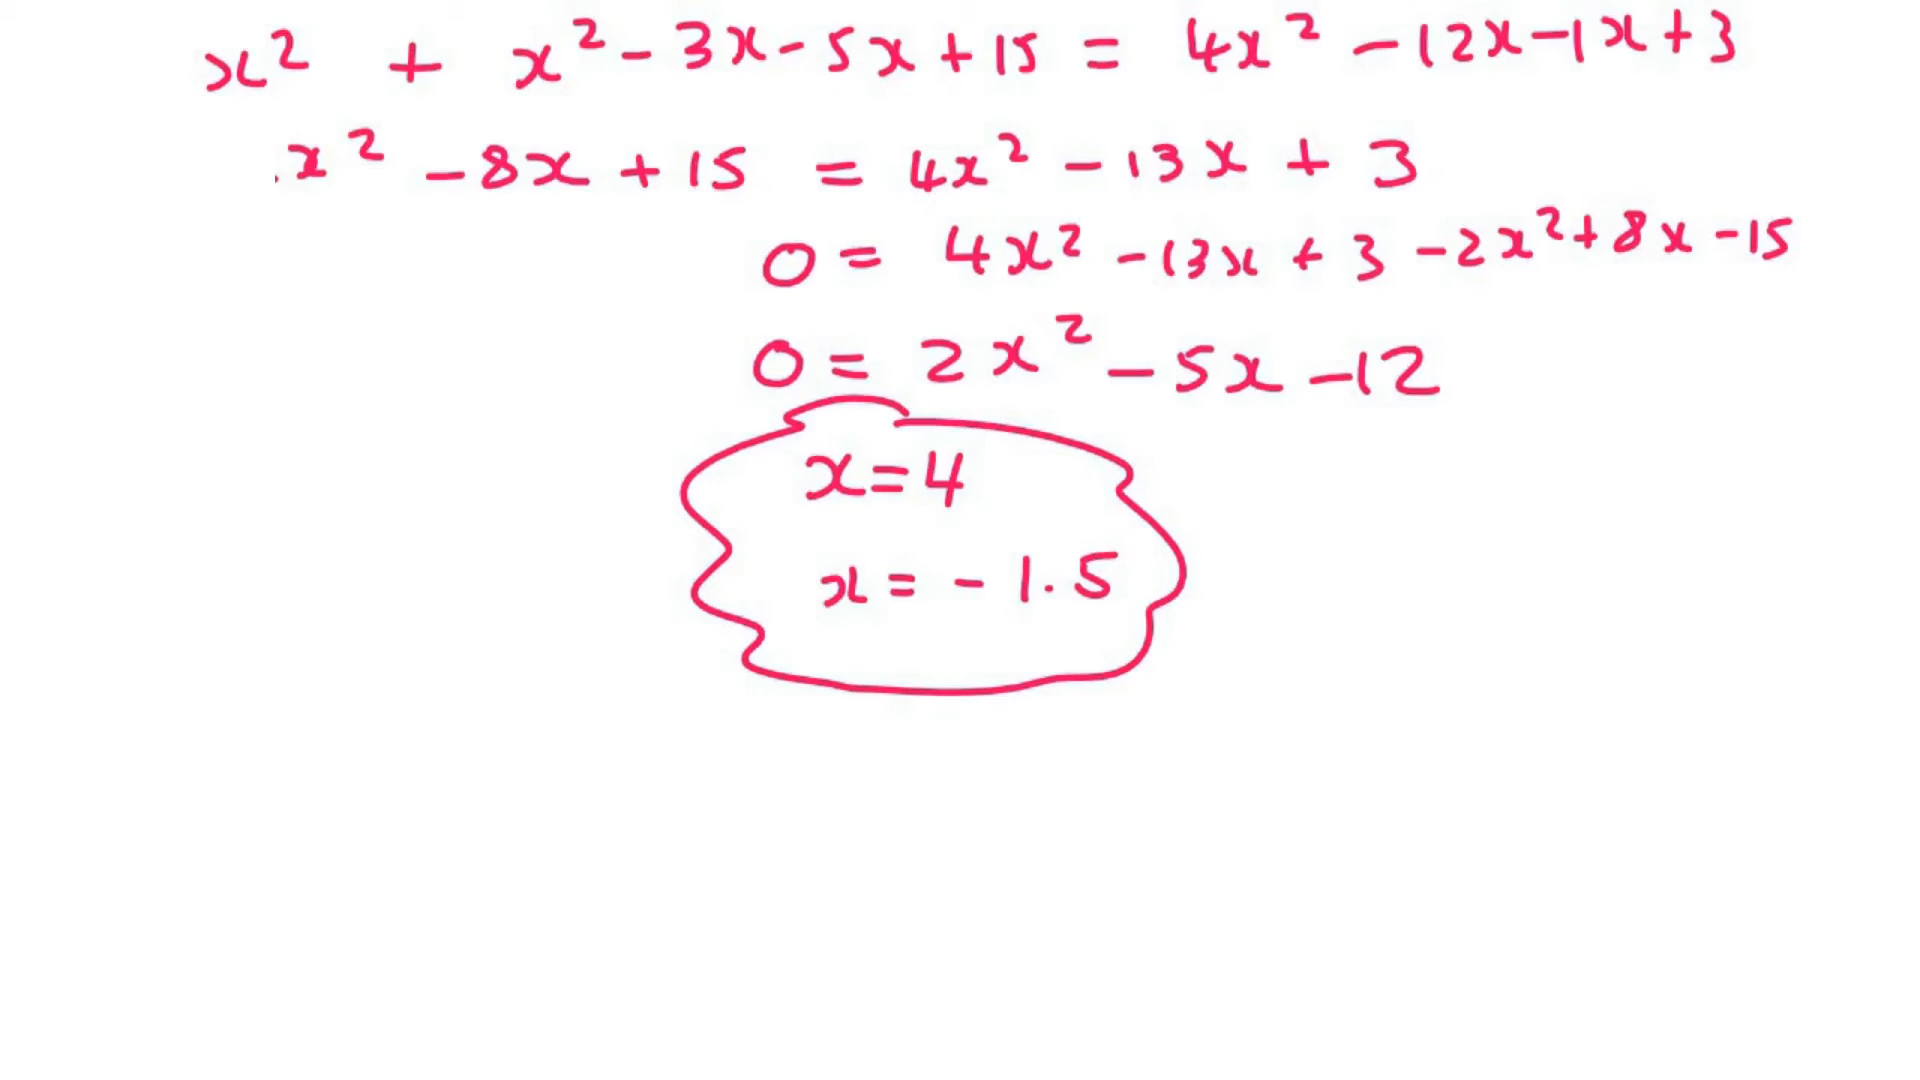 x² + x² - 3x - 5x + 15 = 4x² - 12x - 1x + 3
x² - 8x + 15 = 4x² - 13x + 3
0 = 4x² - 13x + 3 - 2x² + 8x - 15
0 = 2x² - 5x - 12
x = 4
x = - 1.5